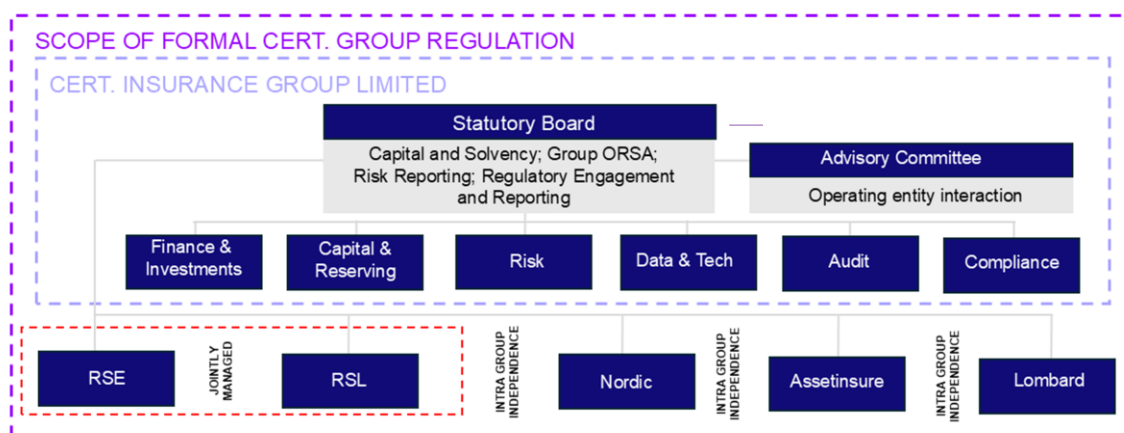 SCOPE OF FORMAL CERT. GROUP REGULATION
CERT. INSURANCE GROUP LIMITED
Statutory Board
Capital and Solvency; Group ORSA;
Risk Reporting; Regulatory Engagement
and Reporting
Advisory Committee
Operating entity interaction
Finance &
Investments
Capital &
Reserving
Risk
Data & Tech
Audit
Compliance
RSE
JOINTLY
MANAGED
RSL
INTRA GROUP
INDEPENDENCE
Nordic
INTRA GROUP
INDEPENDENCE
Assetinsure
INTRA GROUP
INDEPENDENCE
Lombard